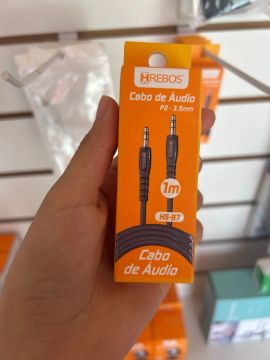 HREBOS
Cabo de Áudio
P2 - 3.5mm
1m
HS-97
Cabo
de Áudio